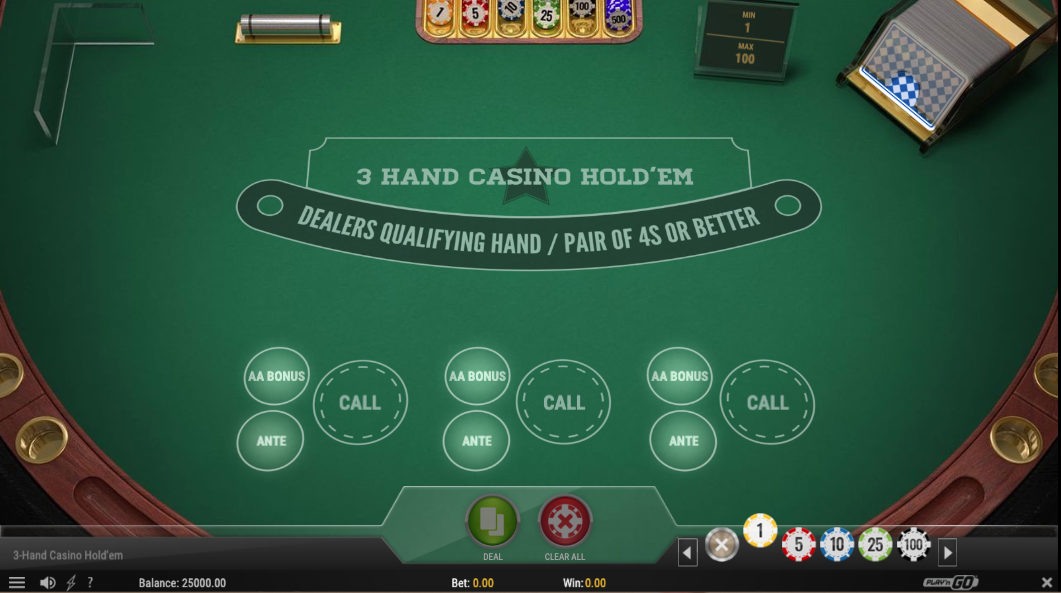 1 5 10 25 100 500
MIN
1
MAX
100
3 HAND CASINO HOLD'EM
DEALERS QUALIFYING HAND / PAIR OF 4S OR BETTER
AA BONUS CALL AA BONUS CALL AA BONUS CALL
ANTE ANTE ANTE
DEAL CLEAR ALL
1 5 10 25 100
3-Hand Casino Hold'em
? Balance: 25000.00 Bet: 0.00 Win: 0.00 PLAY'n GO